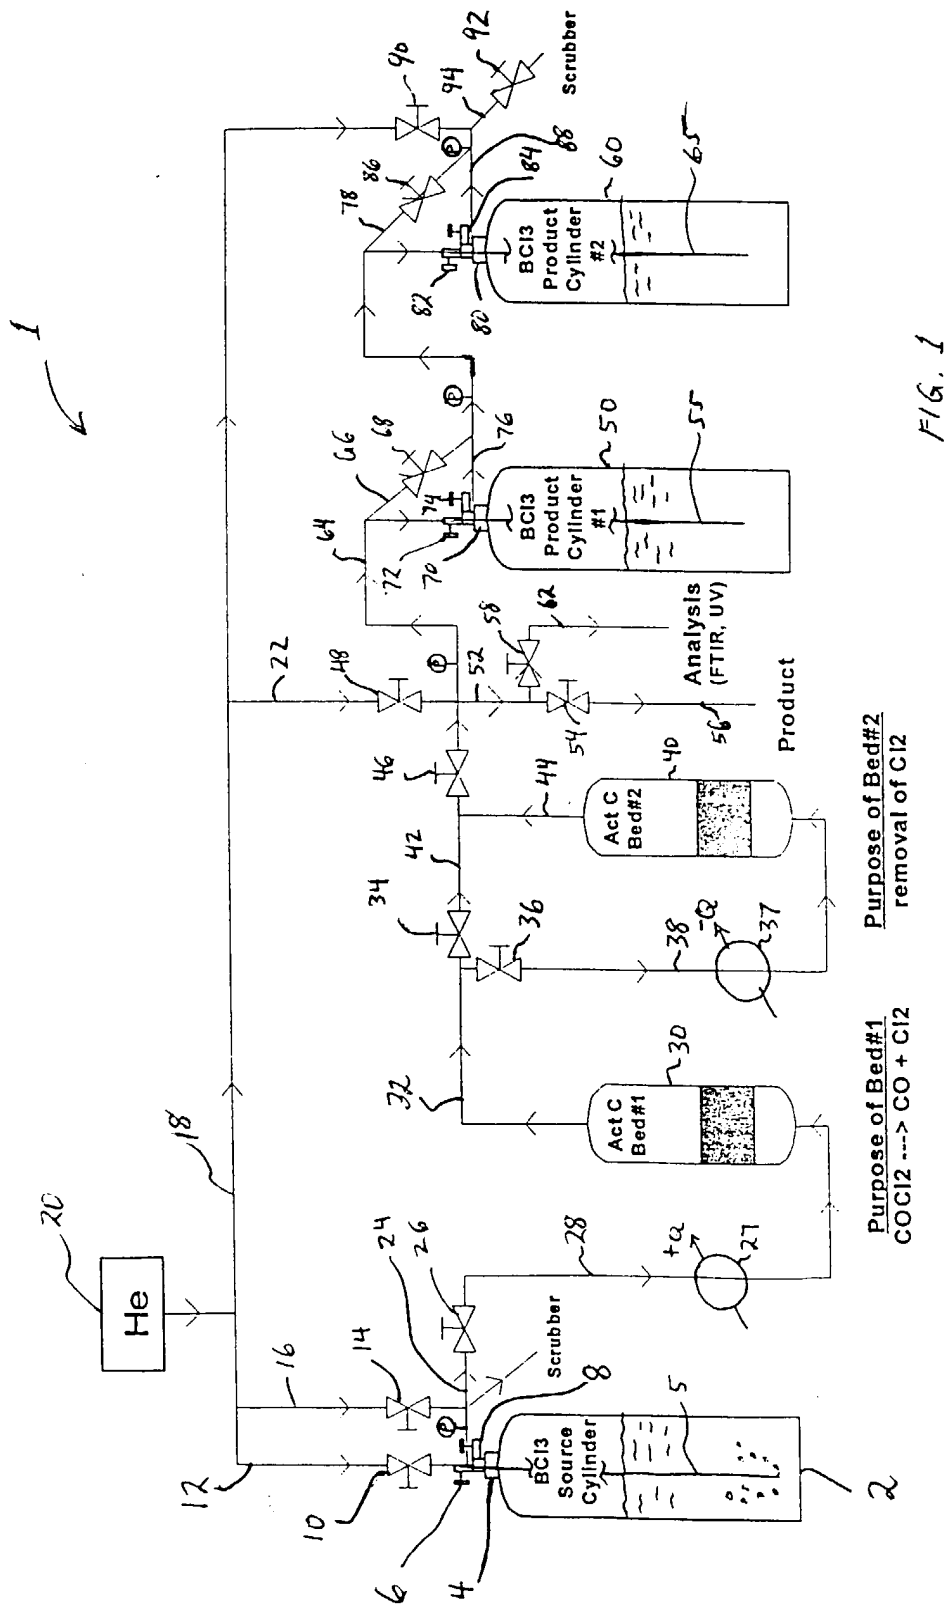 1
20
He
18
12
16
22
90
10
14
48
78
86
92
66
68
64
94
Scrubber
6
4
24
26
34
42
46
32
P
P
P
P
8
Scrubber
36
44
52
58
62
54
56
72
70
74
76
82
80
84
88
28
38
Analysis
(FTIR, UV)
Product
BCl3
Source
Cylinder
5
2
Act C
Bed#1
30
Act C
Bed#2
40
BCl3
Product
Cylinder
#1
50
55
BCl3
Product
Cylinder
#2
60
65
+Q
27
-Q
37
Purpose of Bed#1
COCl2 ---> CO + Cl2
Purpose of Bed#2
removal of Cl2
FIG. 1